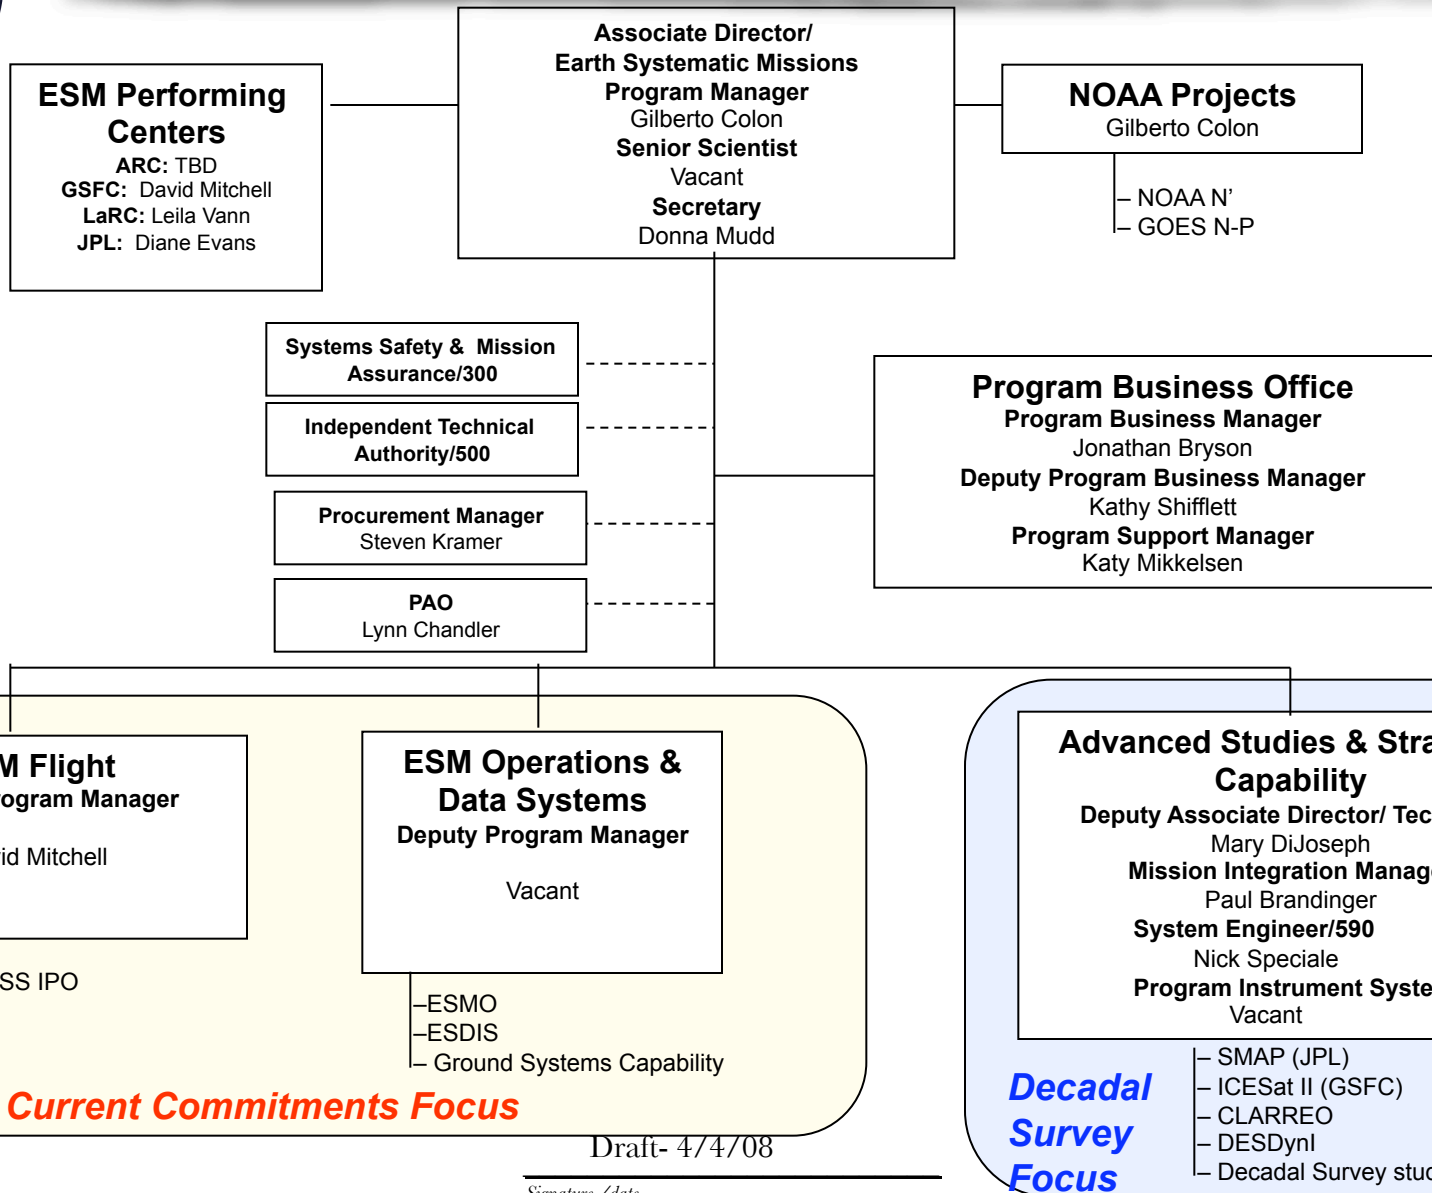 Associate Director/
Earth Systematic Missions
Program Manager
Gilberto Colon
Senior Scientist
Vacant
Secretary
Donna Mudd
ESM Performing
Centers
ARC: TBD
GSFC: David Mitchell
LaRC: Leila Vann
JPL: Diane Evans
NOAA Projects
Gilberto Colon
– NOAA N’
– GOES N-P
Systems Safety & Mission
Assurance/300
Independent Technical
Authority/500
Procurement Manager
Steven Kramer
PAO
Lynn Chandler
Program Business Office
Program Business Manager
Jonathan Bryson
Deputy Program Business Manager
Kathy Shifflett
Program Support Manager
Katy Mikkelsen
M Flight
ogram Manager
id Mitchell
SS IPO
ESM Operations &
Data Systems
Deputy Program Manager
Vacant
–ESMO
–ESDIS
– Ground Systems Capability
Current Commitments Focus
Advanced Studies & Stra
Capability
Deputy Associate Director/ Tec
Mary DiJoseph
Mission Integration Manag
Paul Brandinger
System Engineer/590
Nick Speciale
Program Instrument Syste
Vacant
– SMAP (JPL)
– ICESat II (GSFC)
– CLARREO
– DESDynI
– Decadal Survey stud
Decadal
Survey
Focus
Draft- 4/4/08
Signature/date